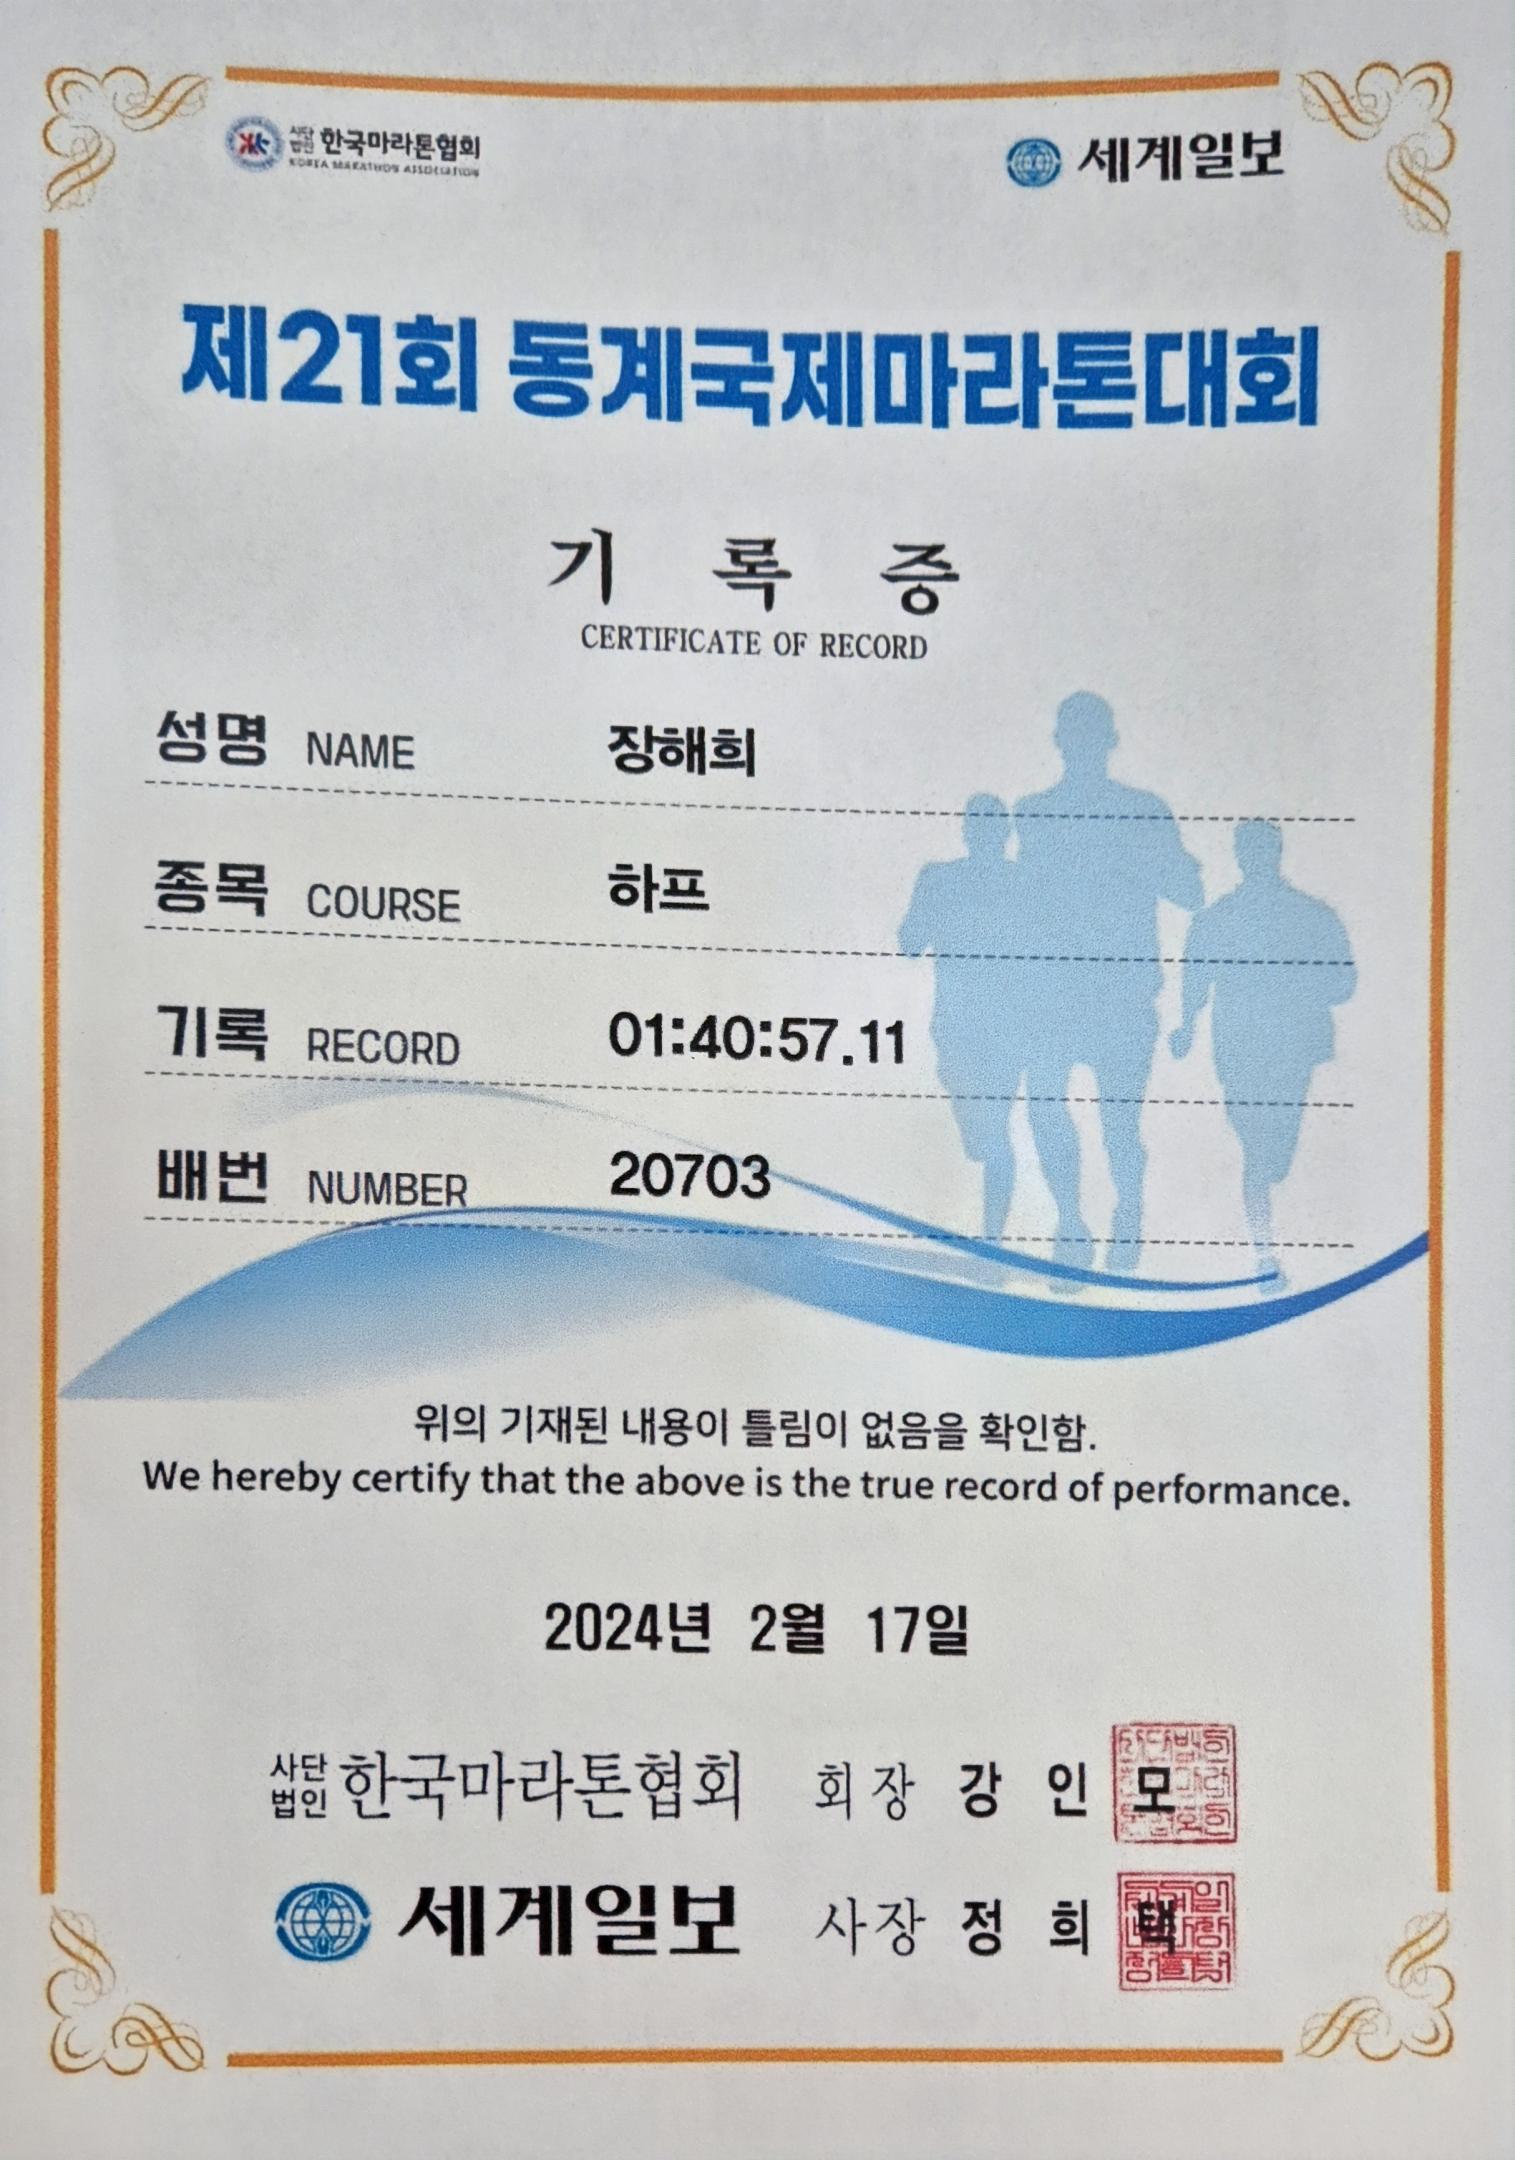 사단법인 한국마라톤협회
KOREA MARATHON ASSOCIATION
세계일보
제21회 동계국제마라톤대회
기 록 증
CERTIFICATE OF RECORD
성명 NAME 장해희
종목 COURSE 하프
기록 RECORD 01:40:57.11
배번 NUMBER 20703
위의 기재된 내용이 틀림이 없음을 확인함.
We hereby certify that the above is the true record of performance.
2024년 2월 17일
사단법인 한국마라톤협회 회장 강 인 모
세계일보 사장 정 희 택